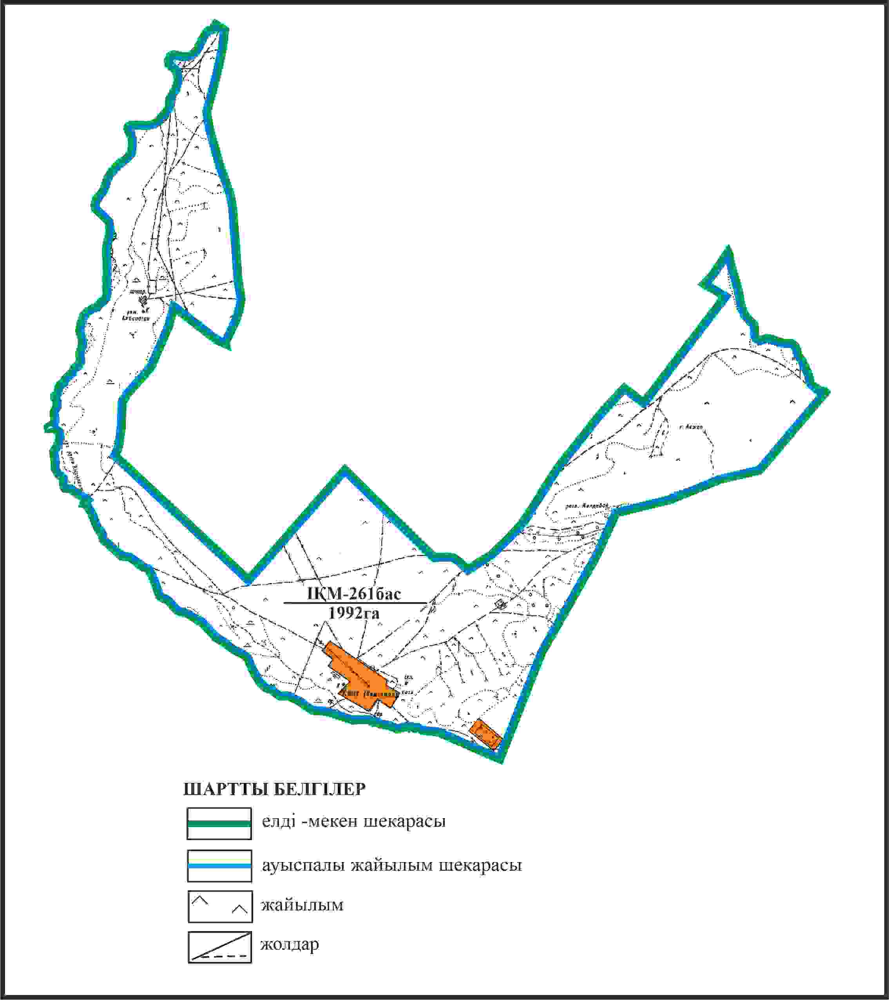 ІҚМ-261бас
1992га
ШАРТТЫ БЕЛГІЛЕР
елді -мекен шекарасы
ауыспалы жайылым шекарасы
жайылым
жолдар